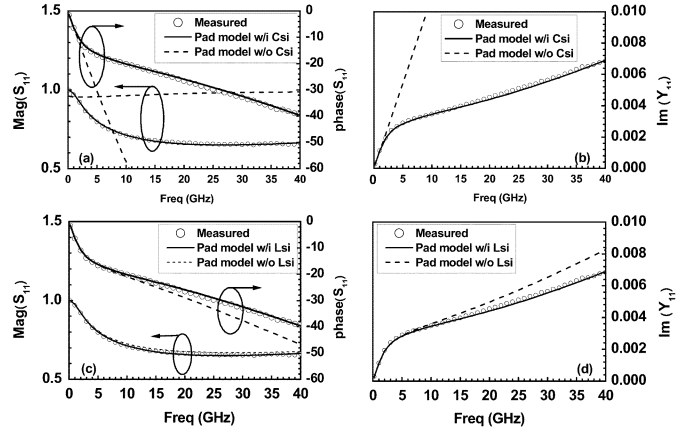 1.5
1.0
0.5
Mag(S11)
0
-10
-20
-30
-40
-50
-60
phase(S11)
Measured
Pad model w/i Csi
Pad model w/o Csi
(a)
0 5 10 15 20 25 30 35 40
Freq (GHz)
Measured
Pad model w/i Csi
Pad model w/o Csi
(b)
0.010
0.008
0.006
0.004
0.002
0.000
Im (Y11)
0 5 10 15 20 25 30 35 40
Freq (GHz)
1.5
1.0
0.5
Mag(S11)
0
-10
-20
-30
-40
-50
-60
phase(S11)
Measured
Pad model w/i Lsi
Pad model w/o Lsi
(c)
0 5 10 15 20 25 30 35 40
Freq (GHz)
Measured
Pad model w/i Lsi
Pad model w/o Lsi
(d)
0.010
0.008
0.006
0.004
0.002
0.000
Im (Y11)
0 5 10 15 20 25 30 35 40
Freq (GHz)